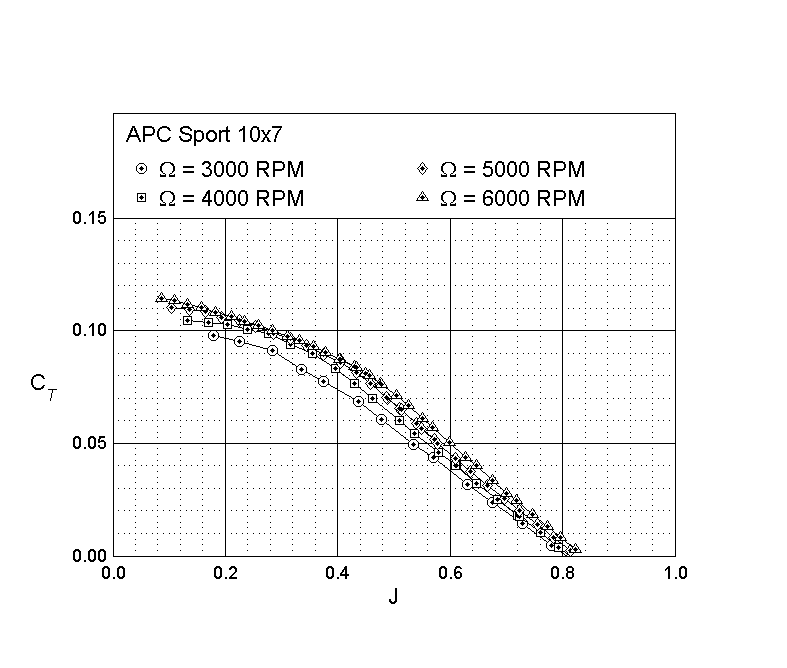 APC Sport 10x7
Ω = 3000 RPM
Ω = 5000 RPM
Ω = 4000 RPM
Ω = 6000 RPM
0.15
0.10
C_T
0.05
0.00
0.0 0.2 0.4 0.6 0.8 1.0
J